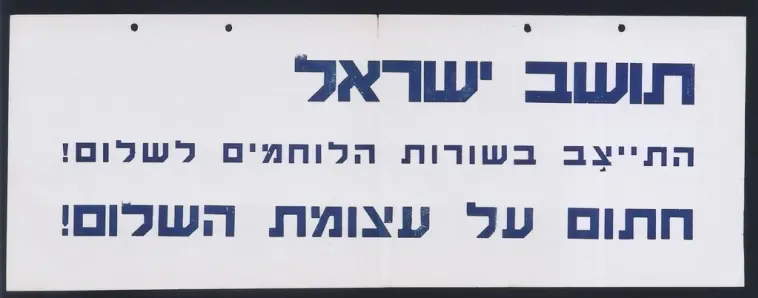 תושב ישראל
התייצב בשורות הלוחמים לשלום!
חתום על עצומת השלום!